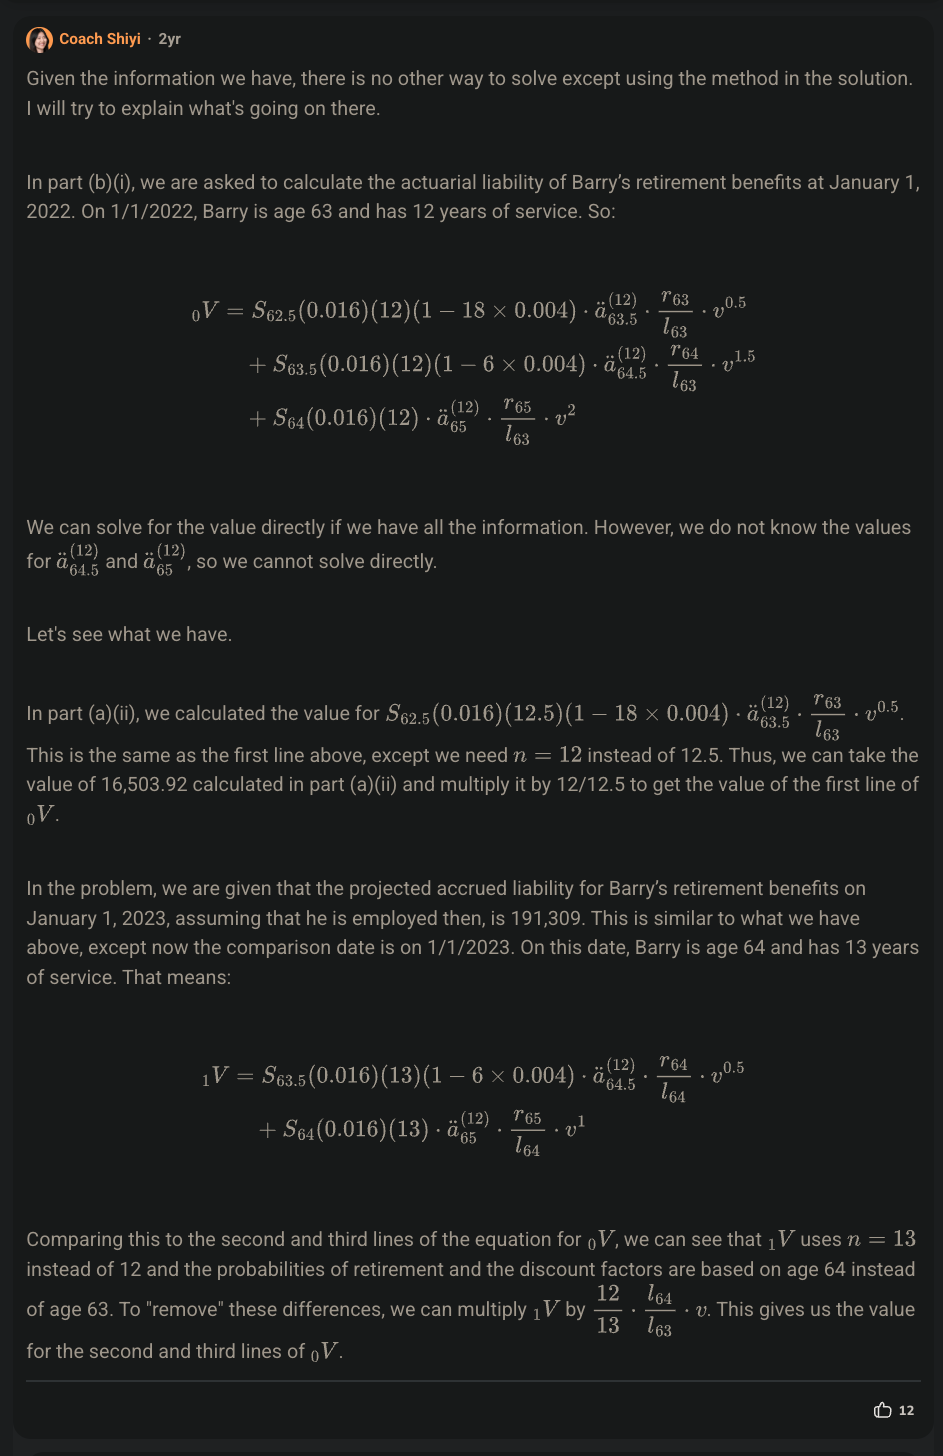 Coach Shiyi · 2yr
Given the information we have, there is no other way to solve except using the method in the solution.
I will try to explain what's going on there.
In part (b)(i), we are asked to calculate the actuarial liability of Barry’s retirement benefits at January 1,
2022. On 1/1/2022, Barry is age 63 and has 12 years of service. So:
$_{0}V = S_{62.5}(0.016)(12)(1 - 18 \times 0.004) \cdot \ddot{a}_{63.5}^{(12)} \cdot \frac{r_{63}}{l_{63}} \cdot v^{0.5}$
$+ S_{63.5}(0.016)(12)(1 - 6 \times 0.004) \cdot \ddot{a}_{64.5}^{(12)} \cdot \frac{r_{64}}{l_{63}} \cdot v^{1.5}$
$+ S_{64}(0.016)(12) \cdot \ddot{a}_{65}^{(12)} \cdot \frac{r_{65}}{l_{63}} \cdot v^{2}$
We can solve for the value directly if we have all the information. However, we do not know the values
for $\ddot{a}_{64.5}^{(12)}$ and $\ddot{a}_{65}^{(12)}$, so we cannot solve directly.
Let's see what we have.
In part (a)(ii), we calculated the value for $S_{62.5}(0.016)(12.5)(1 - 18 \times 0.004) \cdot \ddot{a}_{63.5}^{(12)} \cdot \frac{r_{63}}{l_{63}} \cdot v^{0.5}$.
This is the same as the first line above, except we need $n = 12$ instead of 12.5. Thus, we can take the
value of 16,503.92 calculated in part (a)(ii) and multiply it by 12/12.5 to get the value of the first line of
$_{0}V$.
In the problem, we are given that the projected accrued liability for Barry’s retirement benefits on
January 1, 2023, assuming that he is employed then, is 191,309. This is similar to what we have
above, except now the comparison date is on 1/1/2023. On this date, Barry is age 64 and has 13 years
of service. That means:
$_{1}V = S_{63.5}(0.016)(13)(1 - 6 \times 0.004) \cdot \ddot{a}_{64.5}^{(12)} \cdot \frac{r_{64}}{l_{64}} \cdot v^{0.5}$
$+ S_{64}(0.016)(13) \cdot \ddot{a}_{65}^{(12)} \cdot \frac{r_{65}}{l_{64}} \cdot v^{1}$
Comparing this to the second and third lines of the equation for $_{0}V$, we can see that $_{1}V$ uses $n = 13$
instead of 12 and the probabilities of retirement and the discount factors are based on age 64 instead
of age 63. To "remove" these differences, we can multiply $_{1}V$ by $\frac{12}{13} \cdot \frac{l_{64}}{l_{63}} \cdot v$. This gives us the value
for the second and third lines of $_{0}V$.
12